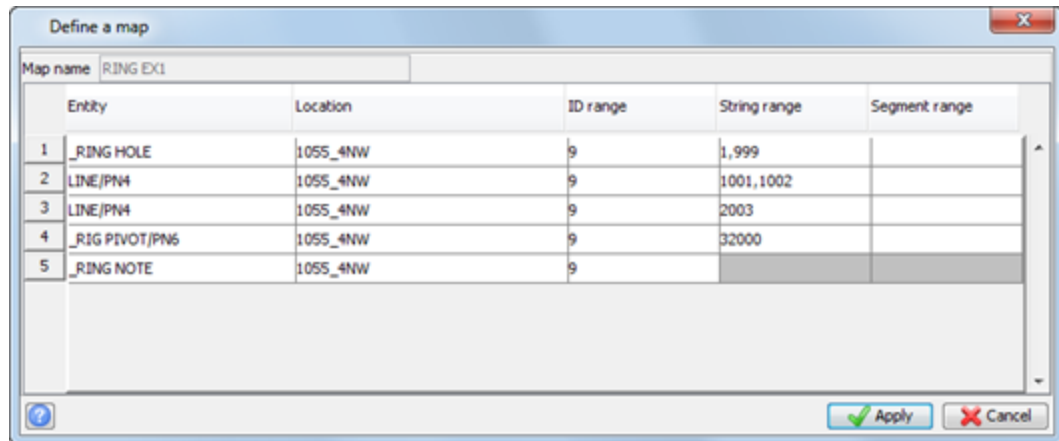 Define a map
Map name RING EX1
Entity Location ID range String range Segment range
1 _RING HOLE 1055_4NW 9 1,999
2 LINE/PN4 1055_4NW 9 1001,1002
3 LINE/PN4 1055_4NW 9 2003
4 _RIG PIVOT/PN6 1055_4NW 9 32000
5 _RING NOTE 1055_4NW 9
? Apply Cancel